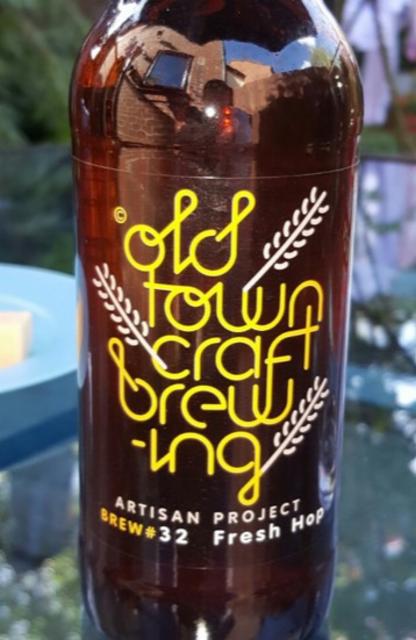 © old
town
craft
brew
-ing
ARTISAN PROJECT
BREW#32 Fresh Hop